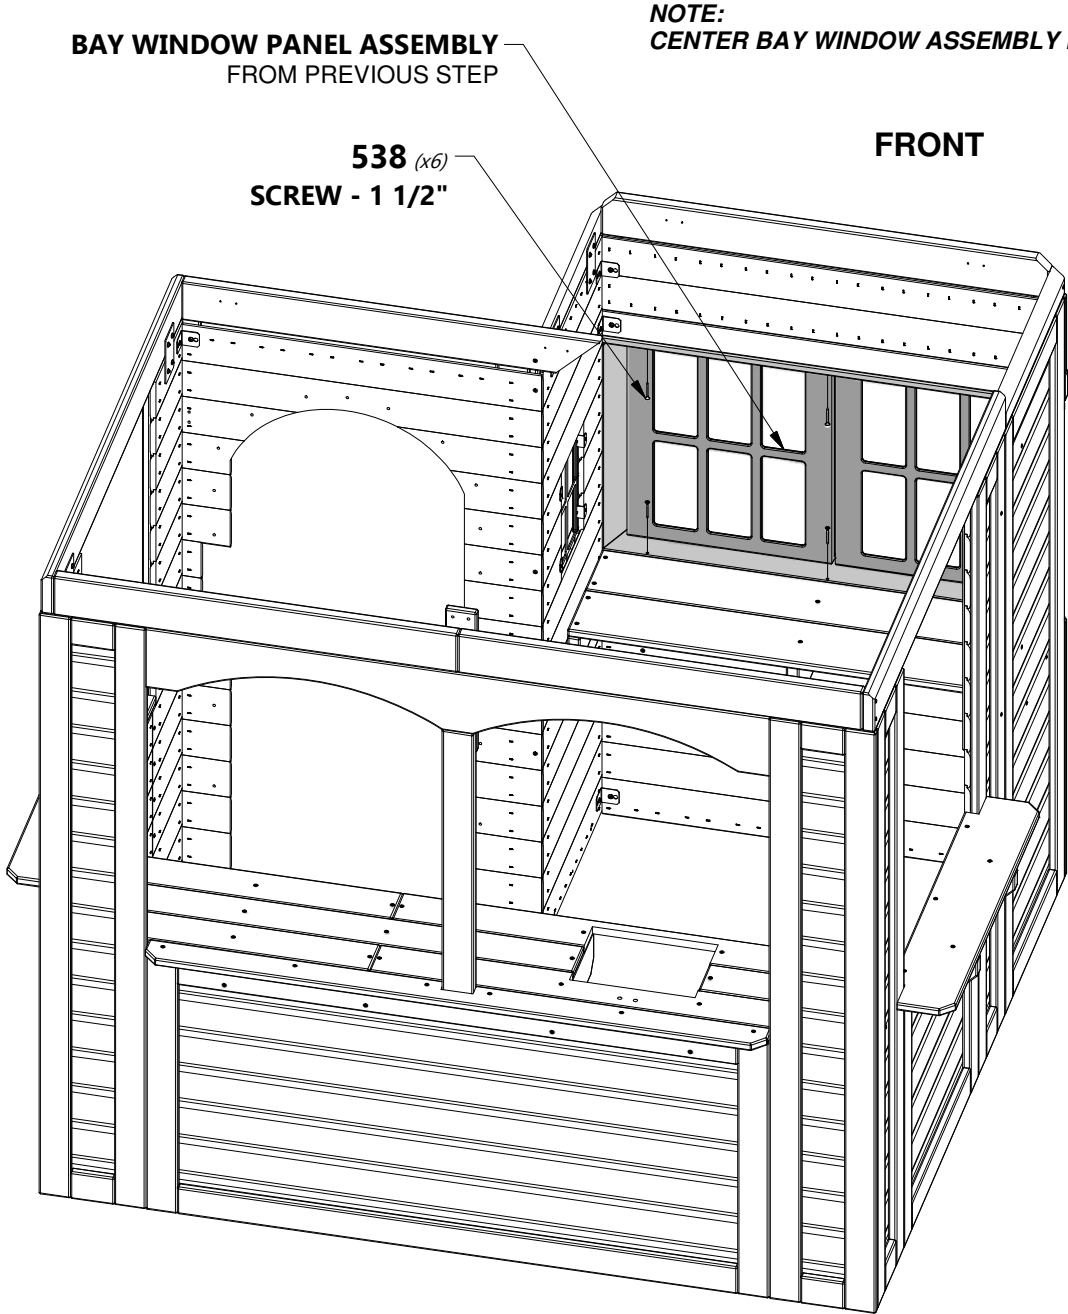 NOTE:
CENTER BAY WINDOW ASSEMBLY
BAY WINDOW PANEL ASSEMBLY
FROM PREVIOUS STEP
FRONT
538 (x6)
SCREW - 1 1/2"